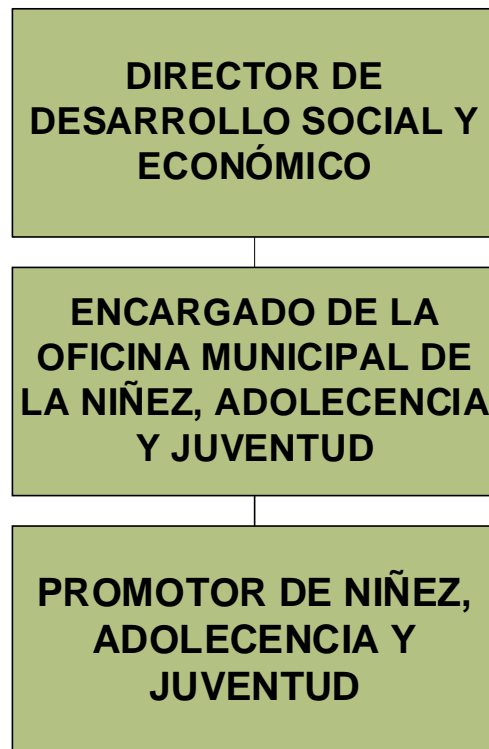 DIRECTOR DE
DESARROLLO SOCIAL Y
ECONÓMICO
ENCARGADO DE LA
OFICINA MUNICIPAL DE
LA NIÑEZ, ADOLECENCIA
Y JUVENTUD
PROMOTOR DE NIÑEZ,
ADOLECENCIA Y
JUVENTUD